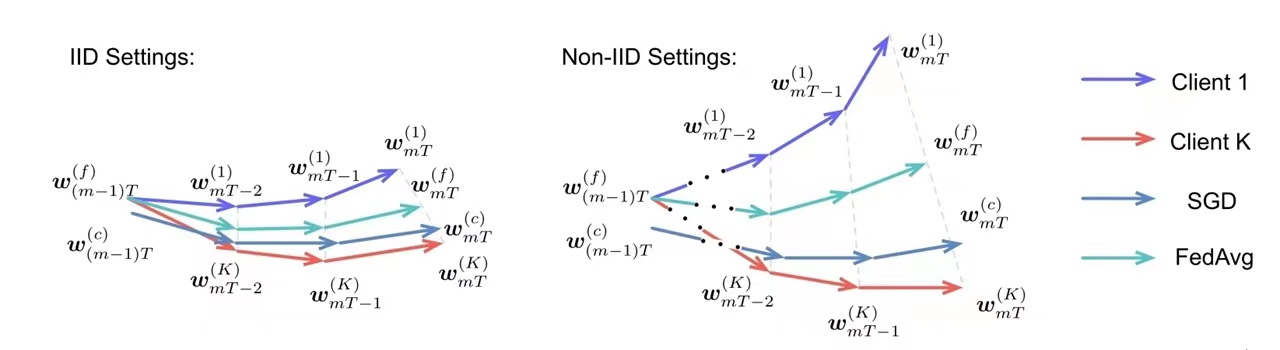 IID Settings:
w_{(m-1)T}^{(f)}
w_{(m-1)T}^{(c)}
w_{mT-2}^{(1)}
w_{mT-1}^{(1)}
w_{mT}^{(1)}
w_{mT}^{(f)}
w_{mT}^{(c)}
w_{mT}^{(K)}
w_{mT-2}^{(K)}
w_{mT-1}^{(K)}
Non-IID Settings:
w_{(m-1)T}^{(f)}
w_{(m-1)T}^{(c)}
w_{mT-2}^{(1)}
w_{mT-1}^{(1)}
w_{mT}^{(1)}
w_{mT}^{(f)}
w_{mT}^{(c)}
w_{mT}^{(K)}
w_{mT-2}^{(K)}
w_{mT-1}^{(K)}
Client 1
Client K
SGD
FedAvg